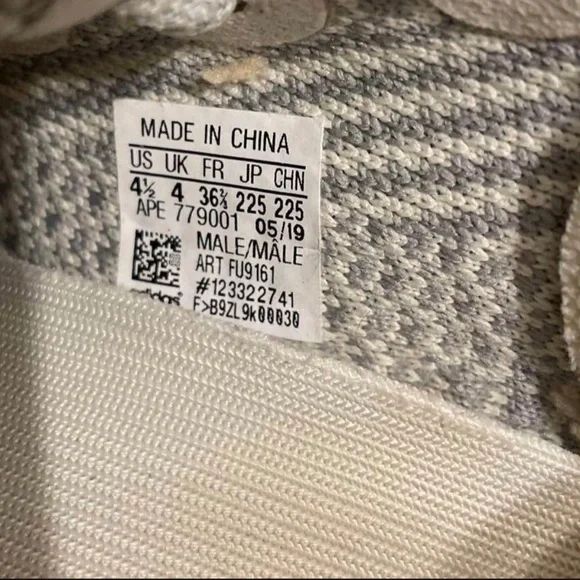 MADE IN CHINA
US UK FR JP CHN
4½ 4 36⅔ 225 225
APE 779001 05/19
MALE/MÂLE
ART FU9161
#123322741
adidas
F>B9ZL9k00030